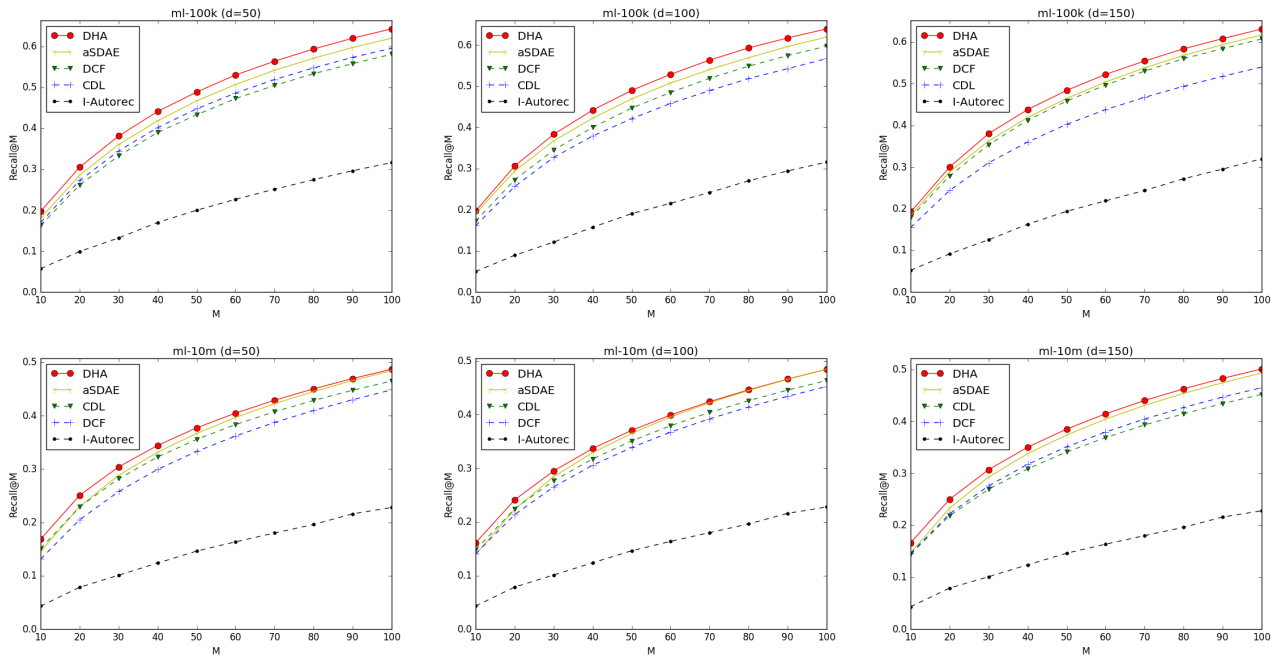 ml-100k (d=50)
DHA
aSDAE
DCF
CDL
I-Autorec
Recall@M
0.6
0.5
0.4
0.3
0.2
0.1
0.0
10 20 30 40 50 60 70 80 90 100
M
ml-100k (d=100)
DHA
aSDAE
DCF
CDL
I-Autorec
Recall@M
0.6
0.5
0.4
0.3
0.2
0.1
0.0
10 20 30 40 50 60 70 80 90 100
M
ml-100k (d=150)
DHA
aSDAE
DCF
CDL
I-Autorec
Recall@M
0.6
0.5
0.4
0.3
0.2
0.1
0.0
10 20 30 40 50 60 70 80 90 100
M
ml-10m (d=50)
DHA
aSDAE
CDL
DCF
I-Autorec
Recall@M
0.5
0.4
0.3
0.2
0.1
0.0
10 20 30 40 50 60 70 80 90 100
M
ml-10m (d=100)
DHA
aSDAE
CDL
DCF
I-Autorec
Recall@M
0.5
0.4
0.3
0.2
0.1
0.0
10 20 30 40 50 60 70 80 90 100
M
ml-10m (d=150)
DHA
aSDAE
CDL
DCF
I-Autorec
Recall@M
0.5
0.4
0.3
0.2
0.1
0.0
10 20 30 40 50 60 70 80 90 100
M